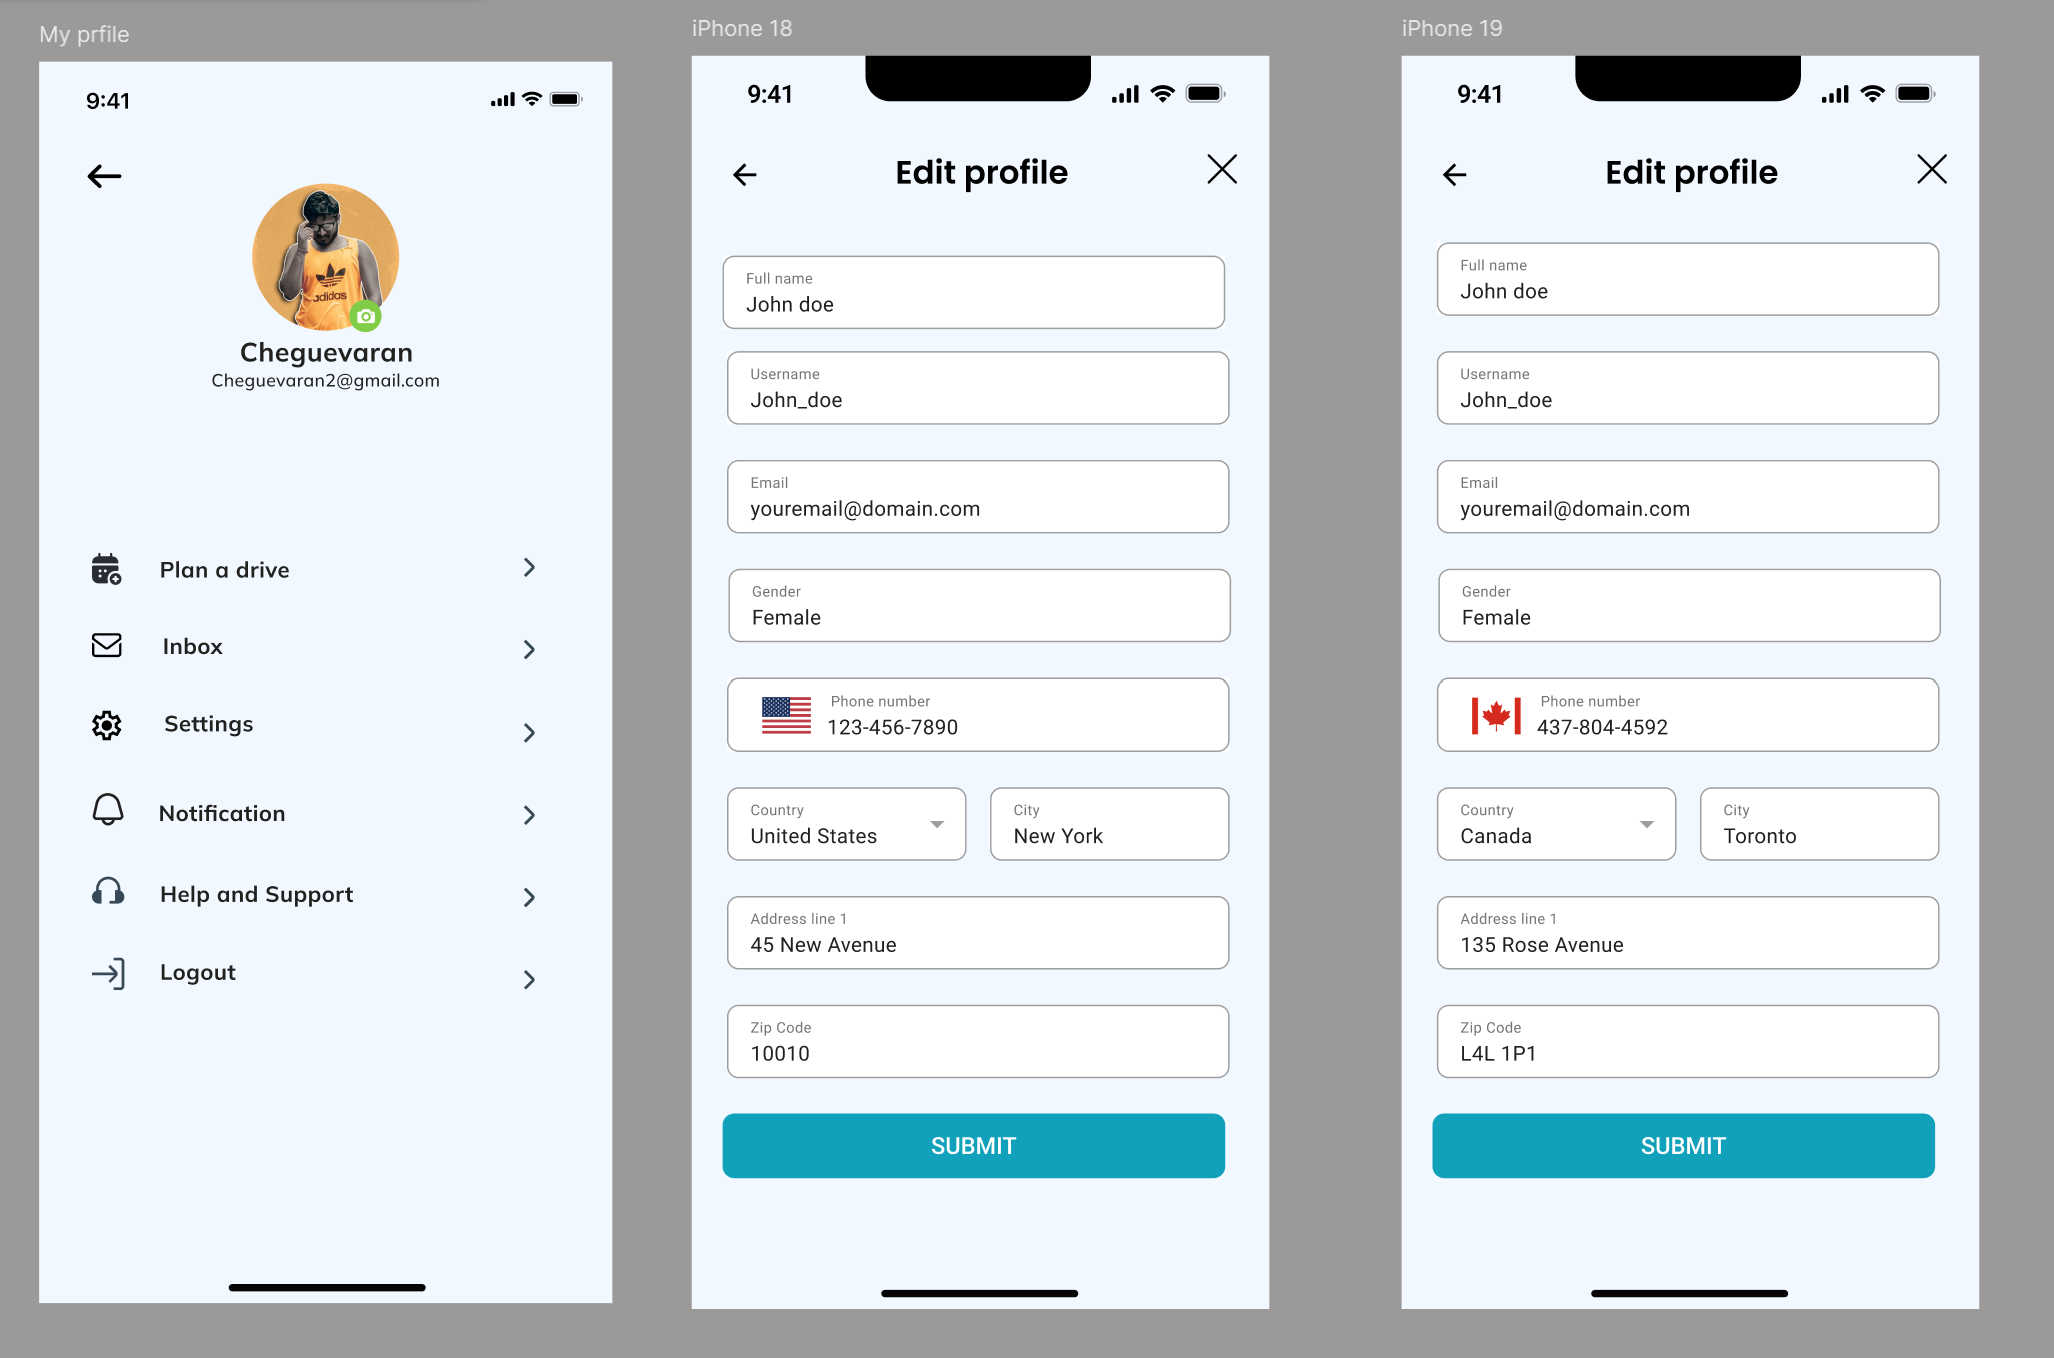 My prfile
9:41
adidas
Cheguevaran
Cheguevaran2@gmail.com
Plan a drive
Inbox
Settings
Notification
Help and Support
Logout
iPhone 18
9:41
Edit profile
Full name
John doe
Username
John_doe
Email
youremail@domain.com
Gender
Female
Phone number
123-456-7890
Country
United States
City
New York
Address line 1
45 New Avenue
Zip Code
10010
SUBMIT
iPhone 19
9:41
Edit profile
Full name
John doe
Username
John_doe
Email
youremail@domain.com
Gender
Female
Phone number
437-804-4592
Country
Canada
City
Toronto
Address line 1
135 Rose Avenue
Zip Code
L4L 1P1
SUBMIT